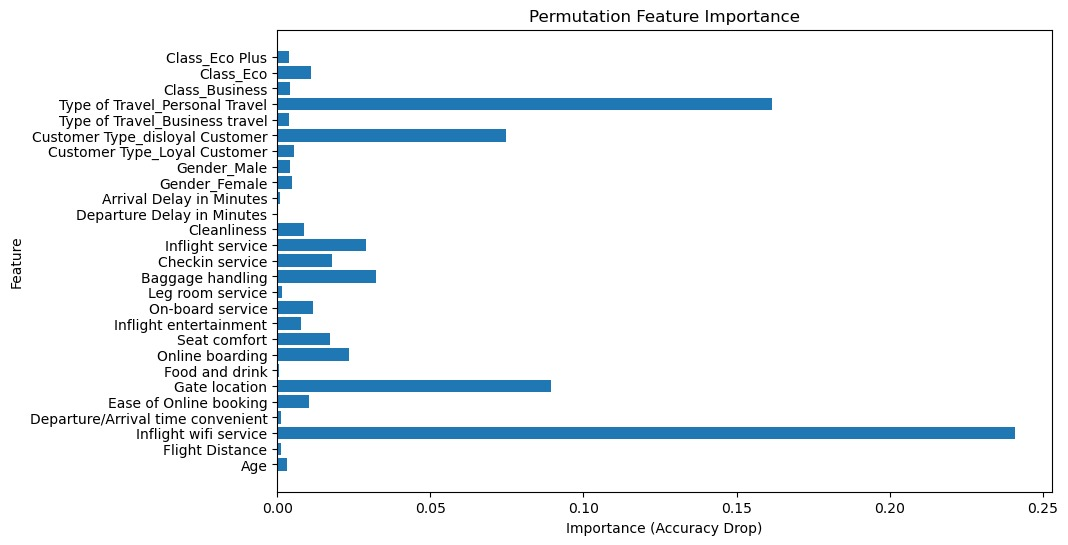 Permutation Feature Importance
Class_Eco Plus
Class_Eco
Class_Business
Type of Travel_Personal Travel
Type of Travel_Business travel
Customer Type_disloyal Customer
Customer Type_Loyal Customer
Gender_Male
Gender_Female
Arrival Delay in Minutes
Departure Delay in Minutes
Cleanliness
Inflight service
Checkin service
Baggage handling
Leg room service
On-board service
Inflight entertainment
Seat comfort
Online boarding
Food and drink
Gate location
Ease of Online booking
Departure/Arrival time convenient
Inflight wifi service
Flight Distance
Age
Feature
0.00 0.05 0.10 0.15 0.20 0.25
Importance (Accuracy Drop)